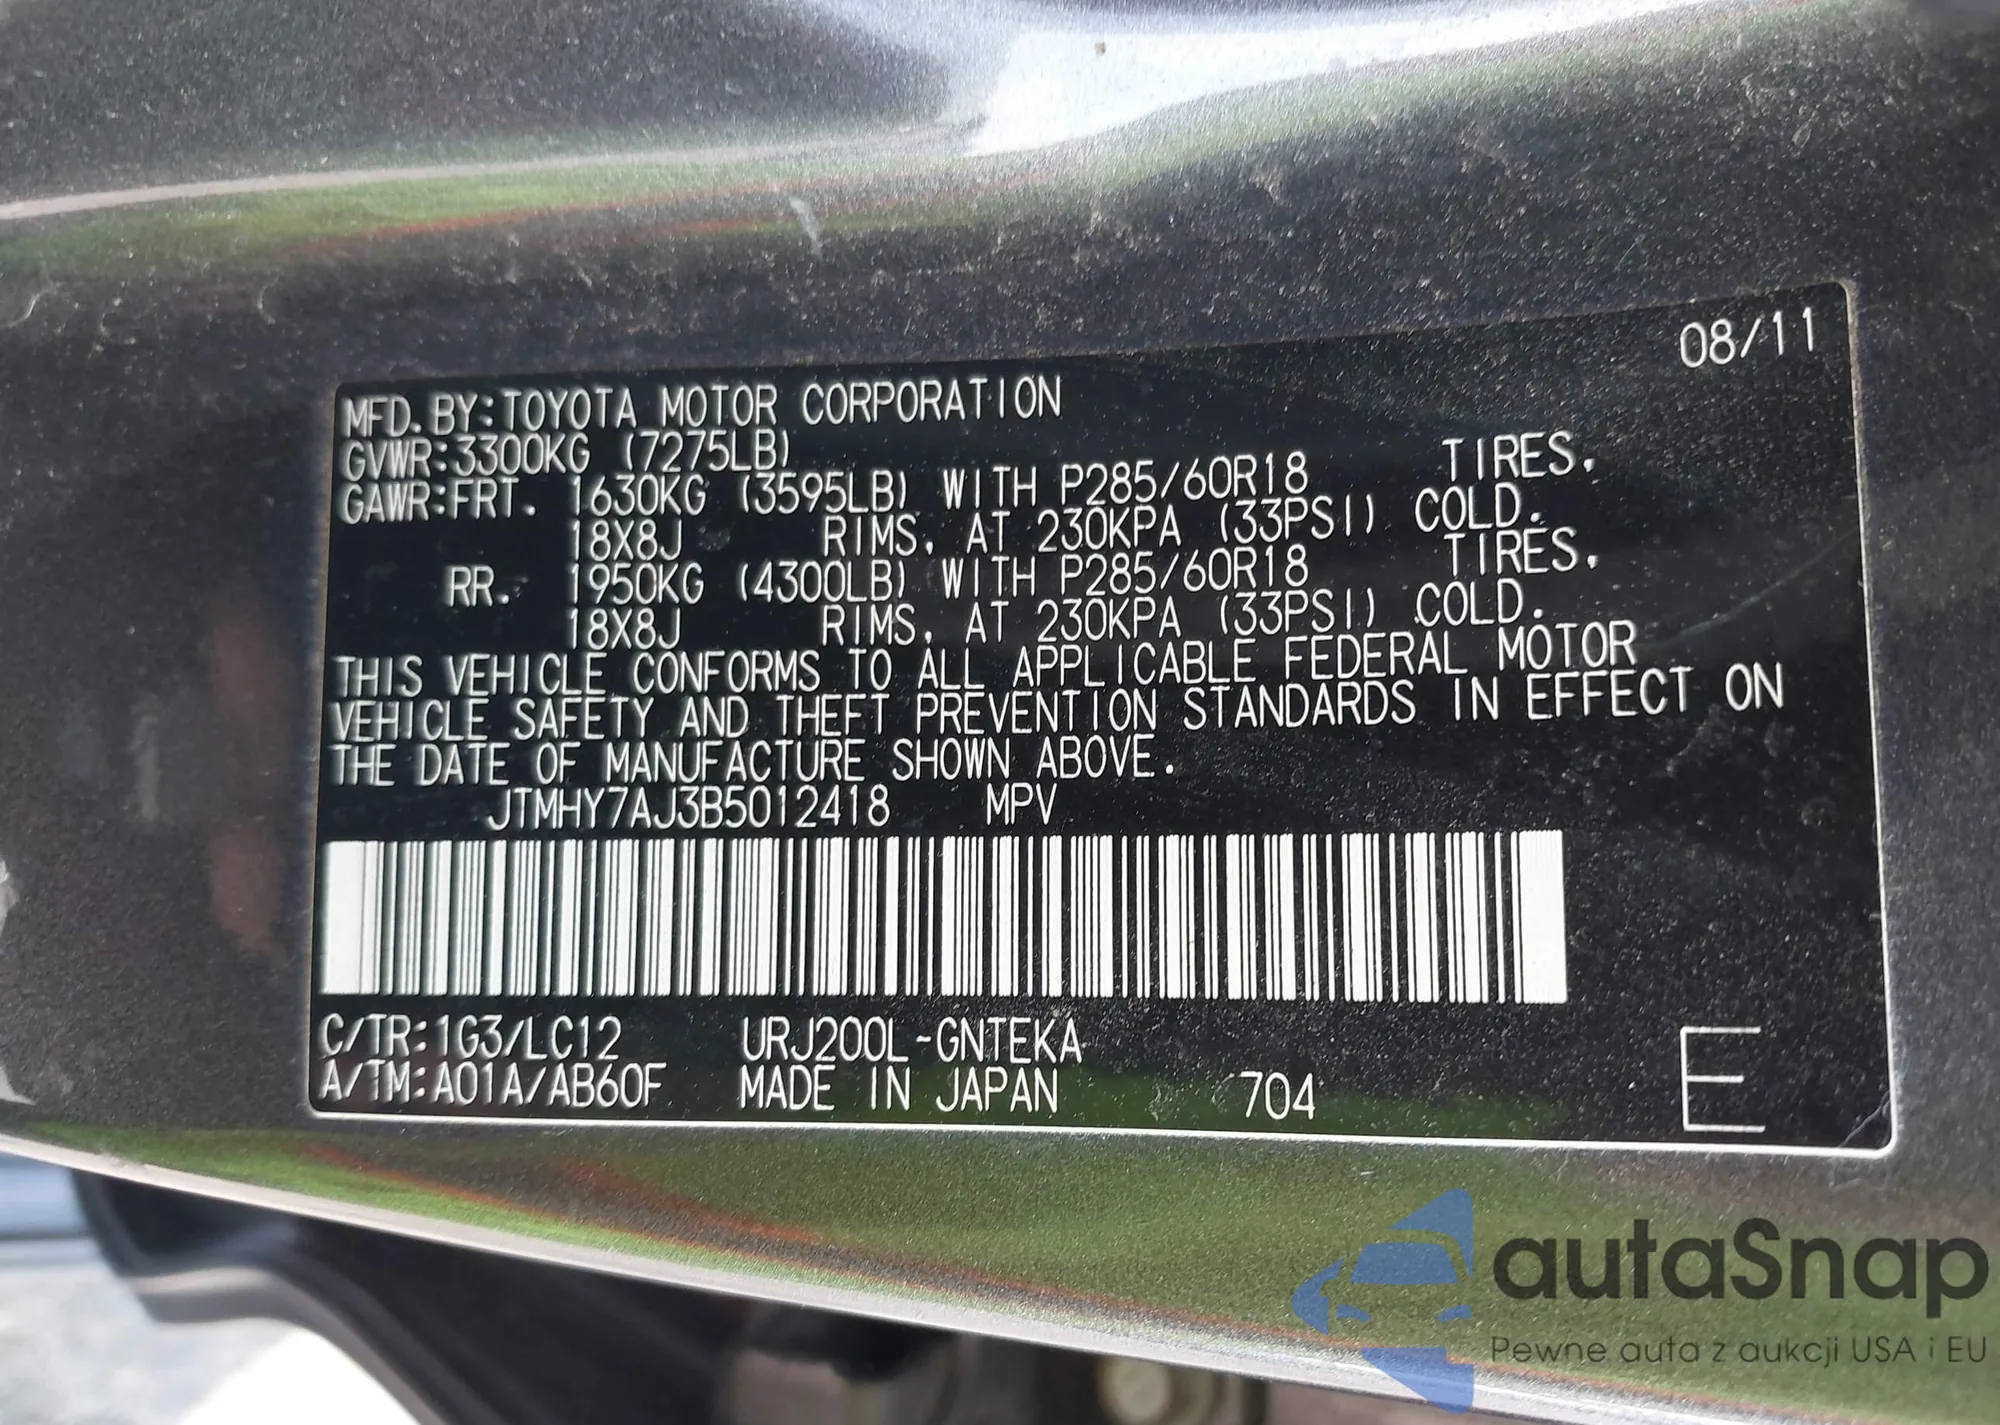 08/11
MFD. BY:TOYOTA MOTOR CORPORATION
GVWR:3300KG (7275LB)
GAWR:FRT. 1630KG (3595LB) WITH P285/60R18 TIRES,
18X8J RIMS, AT 230KPA (33PSI) COLD.
RR. 1950KG (4300LB) WITH P285/60R18 TIRES,
18X8J RIMS, AT 230KPA (33PSI) COLD.
THIS VEHICLE CONFORMS TO ALL APPLICABLE FEDERAL MOTOR
VEHICLE SAFETY AND THEFT PREVENTION STANDARDS IN EFFECT ON
THE DATE OF MANUFACTURE SHOWN ABOVE.
JTMHY7AJ3B5012418 MPV
C/TR:1G3/LC12 URJ200L-GNTEKA
A/TM:A01A/AB60F MADE IN JAPAN 704 E
autaSnap
Pewne auta z aukcji USA i EU